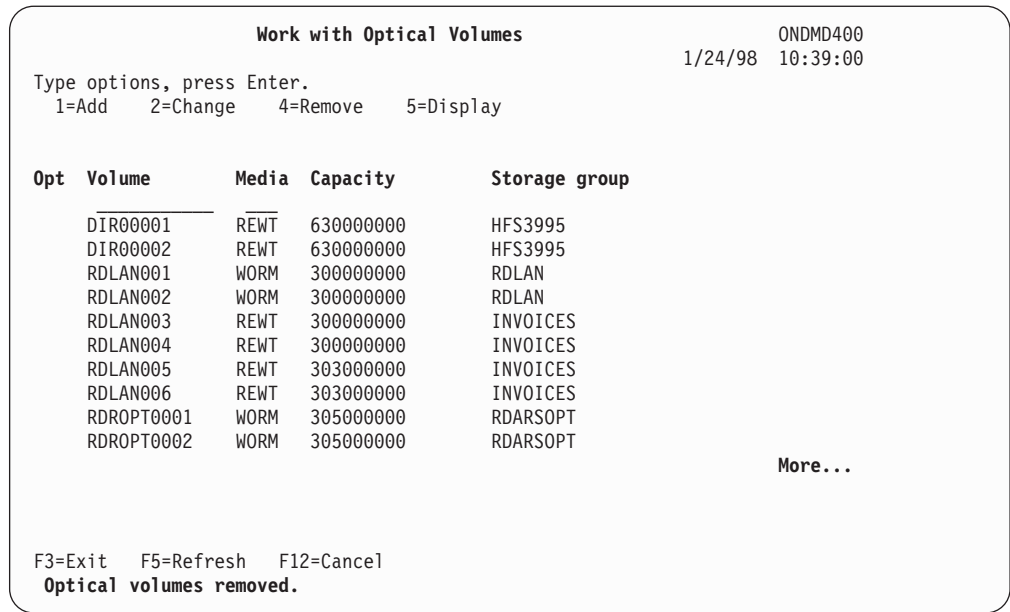 Work with Optical Volumes ONDMD400
1/24/98 10:39:00
Type options, press Enter.
1=Add 2=Change 4=Remove 5=Display
Opt Volume Media Capacity Storage group
___________ ___
DIR00001 REWT 630000000 HFS3995
DIR00002 REWT 630000000 HFS3995
RDLAN001 WORM 300000000 RDLAN
RDLAN002 WORM 300000000 RDLAN
RDLAN003 REWT 300000000 INVOICES
RDLAN004 REWT 300000000 INVOICES
RDLAN005 REWT 303000000 INVOICES
RDLAN006 REWT 303000000 INVOICES
RDROPT0001 WORM 305000000 RDARSOPT
RDROPT0002 WORM 305000000 RDARSOPT
More...
F3=Exit F5=Refresh F12=Cancel
Optical volumes removed.